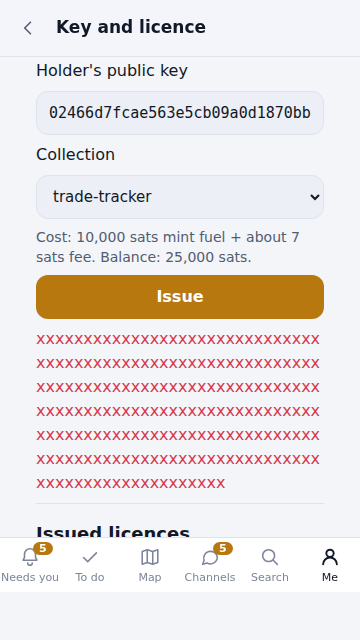 Key and licence
Holder's public key
02466d7fcae563e5cb09a0d1870bb
Collection
trade-tracker
Cost: 10,000 sats mint fuel + about 7
sats fee. Balance: 25,000 sats.
Issue
xxxxxxxxxxxxxxxxxxxxxxxxxxxxxx
xxxxxxxxxxxxxxxxxxxxxxxxxxxxxx
xxxxxxxxxxxxxxxxxxxxxxxxxxxxxx
xxxxxxxxxxxxxxxxxxxxxxxxxxxxxx
xxxxxxxxxxxxxxxxxxxxxxxxxxxxxx
xxxxxxxxxxxxxxxxxxxxxxxxxxxxxx
xxxxxxxxxxxxxxxxxxxx
Issued licences
5 5
Needs you To do Map Channels Search Me